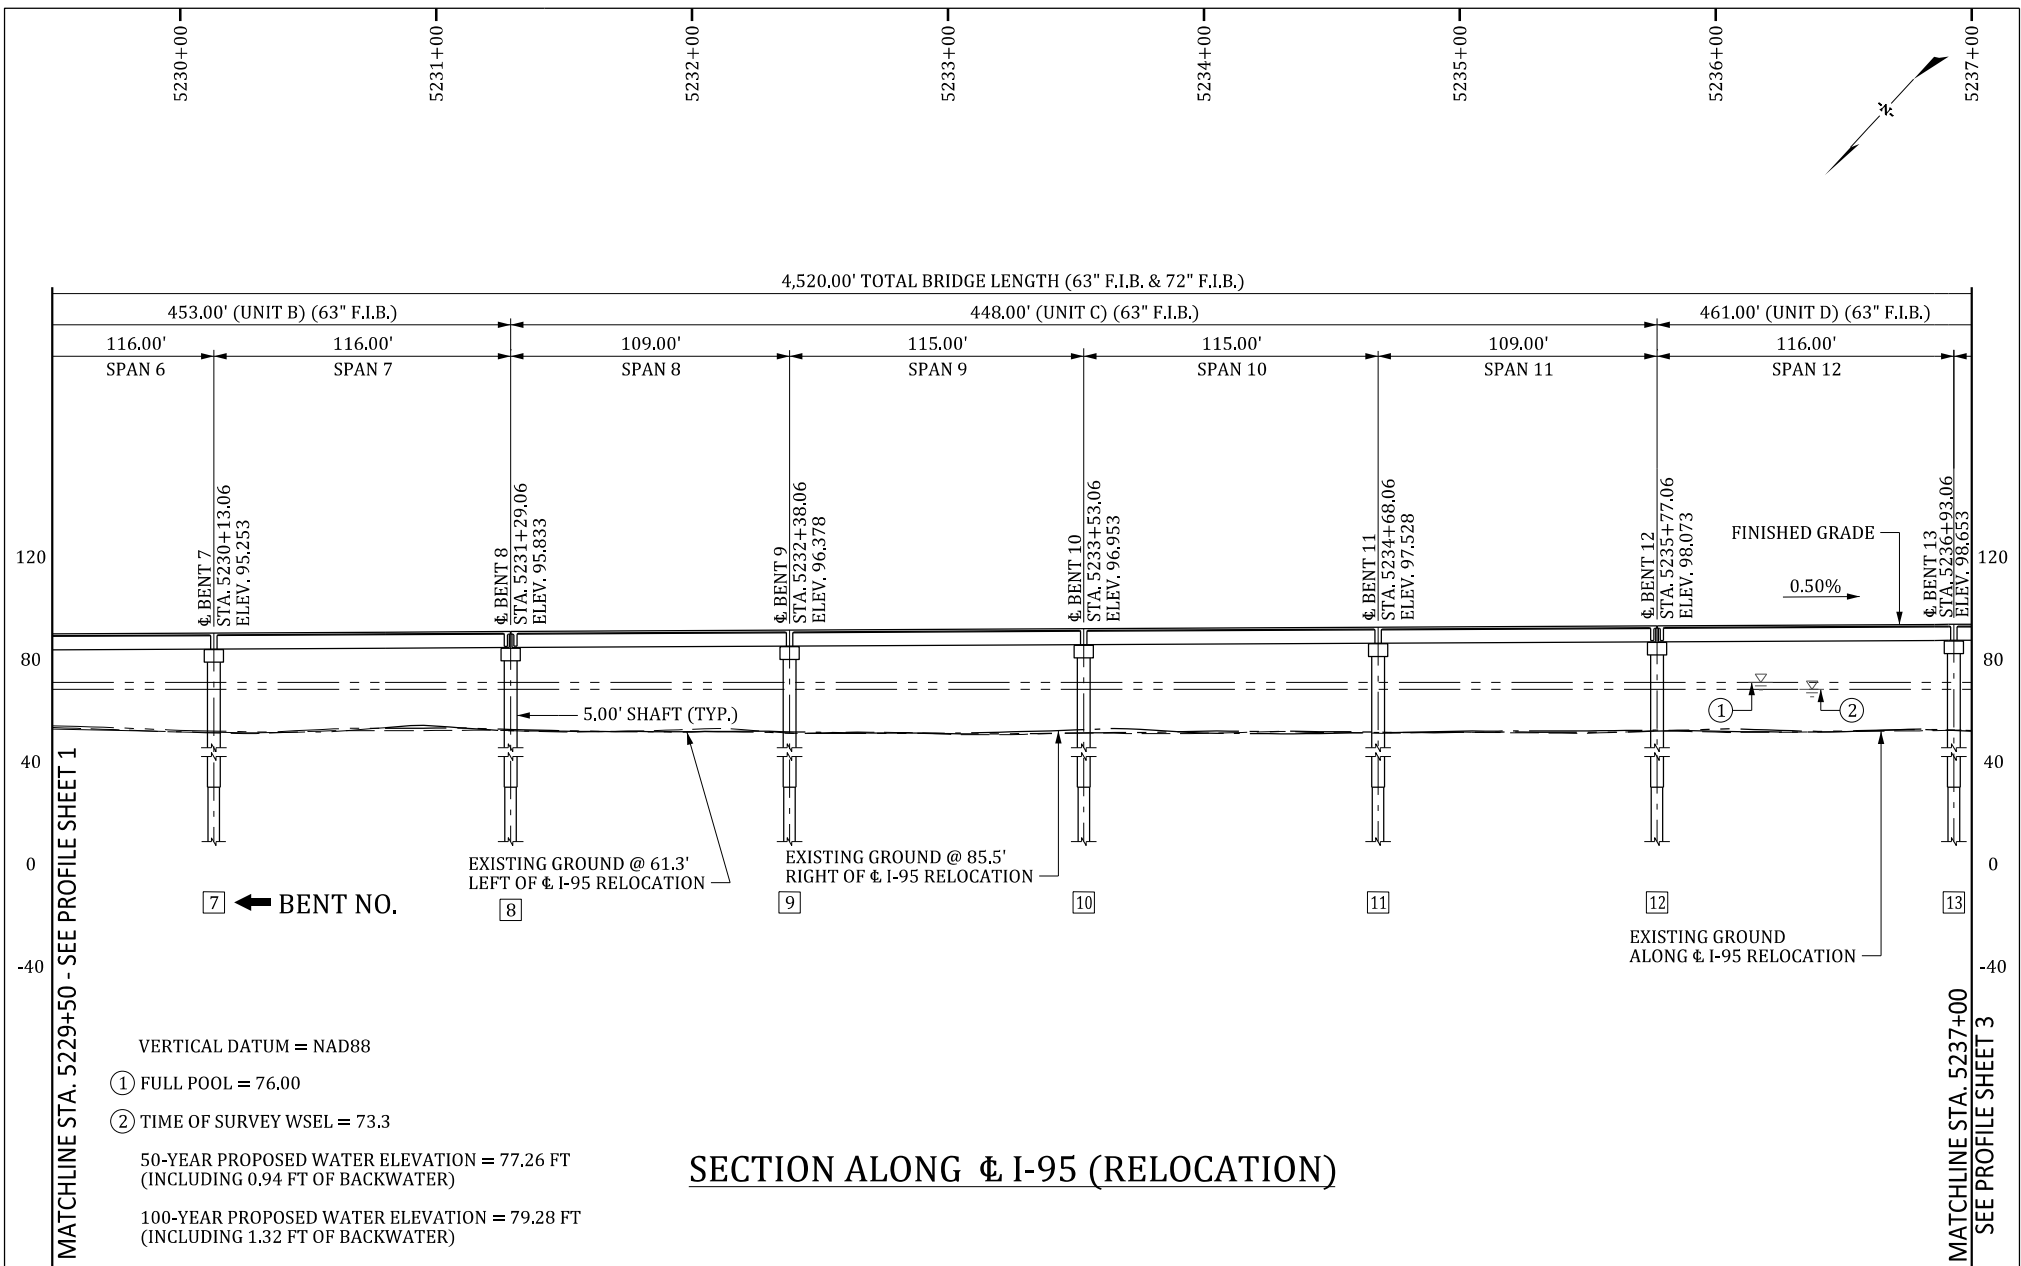 5230+00
5231+00
5232+00
5233+00
5234+00
5235+00
5236+00
5237+00
N
4,520.00' TOTAL BRIDGE LENGTH (63" F.I.B. & 72" F.I.B.)
453.00' (UNIT B) (63" F.I.B.)
448.00' (UNIT C) (63" F.I.B.)
461.00' (UNIT D) (63" F.I.B.)
116.00'
116.00'
109.00'
115.00'
115.00'
109.00'
116.00'
SPAN 6
SPAN 7
SPAN 8
SPAN 9
SPAN 10
SPAN 11
SPAN 12
℄ BENT 7
STA. 5230+13.06
ELEV. 95.253
℄ BENT 8
STA. 5231+29.06
ELEV. 95.833
℄ BENT 9
STA. 5232+38.06
ELEV. 96.378
℄ BENT 10
STA. 5233+53.06
ELEV. 96.953
℄ BENT 11
STA. 5234+68.06
ELEV. 97.528
℄ BENT 12
STA. 5235+77.06
ELEV. 98.073
℄ BENT 13
STA. 5236+93.06
ELEV. 98.653
FINISHED GRADE
0.50%
120
80
40
0
-40
120
80
40
0
-40
1
2
5.00' SHAFT (TYP.)
EXISTING GROUND @ 61.3'
LEFT OF ℄ I-95 RELOCATION
EXISTING GROUND @ 85.5'
RIGHT OF ℄ I-95 RELOCATION
7
BENT NO.
8
9
10
11
12
13
EXISTING GROUND
ALONG ℄ I-95 RELOCATION
MATCHLINE STA. 5229+50 - SEE PROFILE SHEET 1
MATCHLINE STA. 5237+00
SEE PROFILE SHEET 3
VERTICAL DATUM = NAD88
1 FULL POOL = 76.00
2 TIME OF SURVEY WSEL = 73.3
50-YEAR PROPOSED WATER ELEVATION = 77.26 FT
(INCLUDING 0.94 FT OF BACKWATER)
100-YEAR PROPOSED WATER ELEVATION = 79.28 FT
(INCLUDING 1.32 FT OF BACKWATER)
SECTION ALONG ℄ I-95 (RELOCATION)